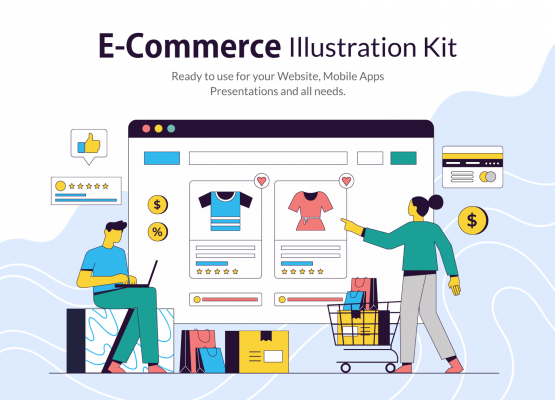 E-Commerce Illustration Kit
Ready to use for your Website, Mobile Apps
Presentations and all needs.
$
$
%